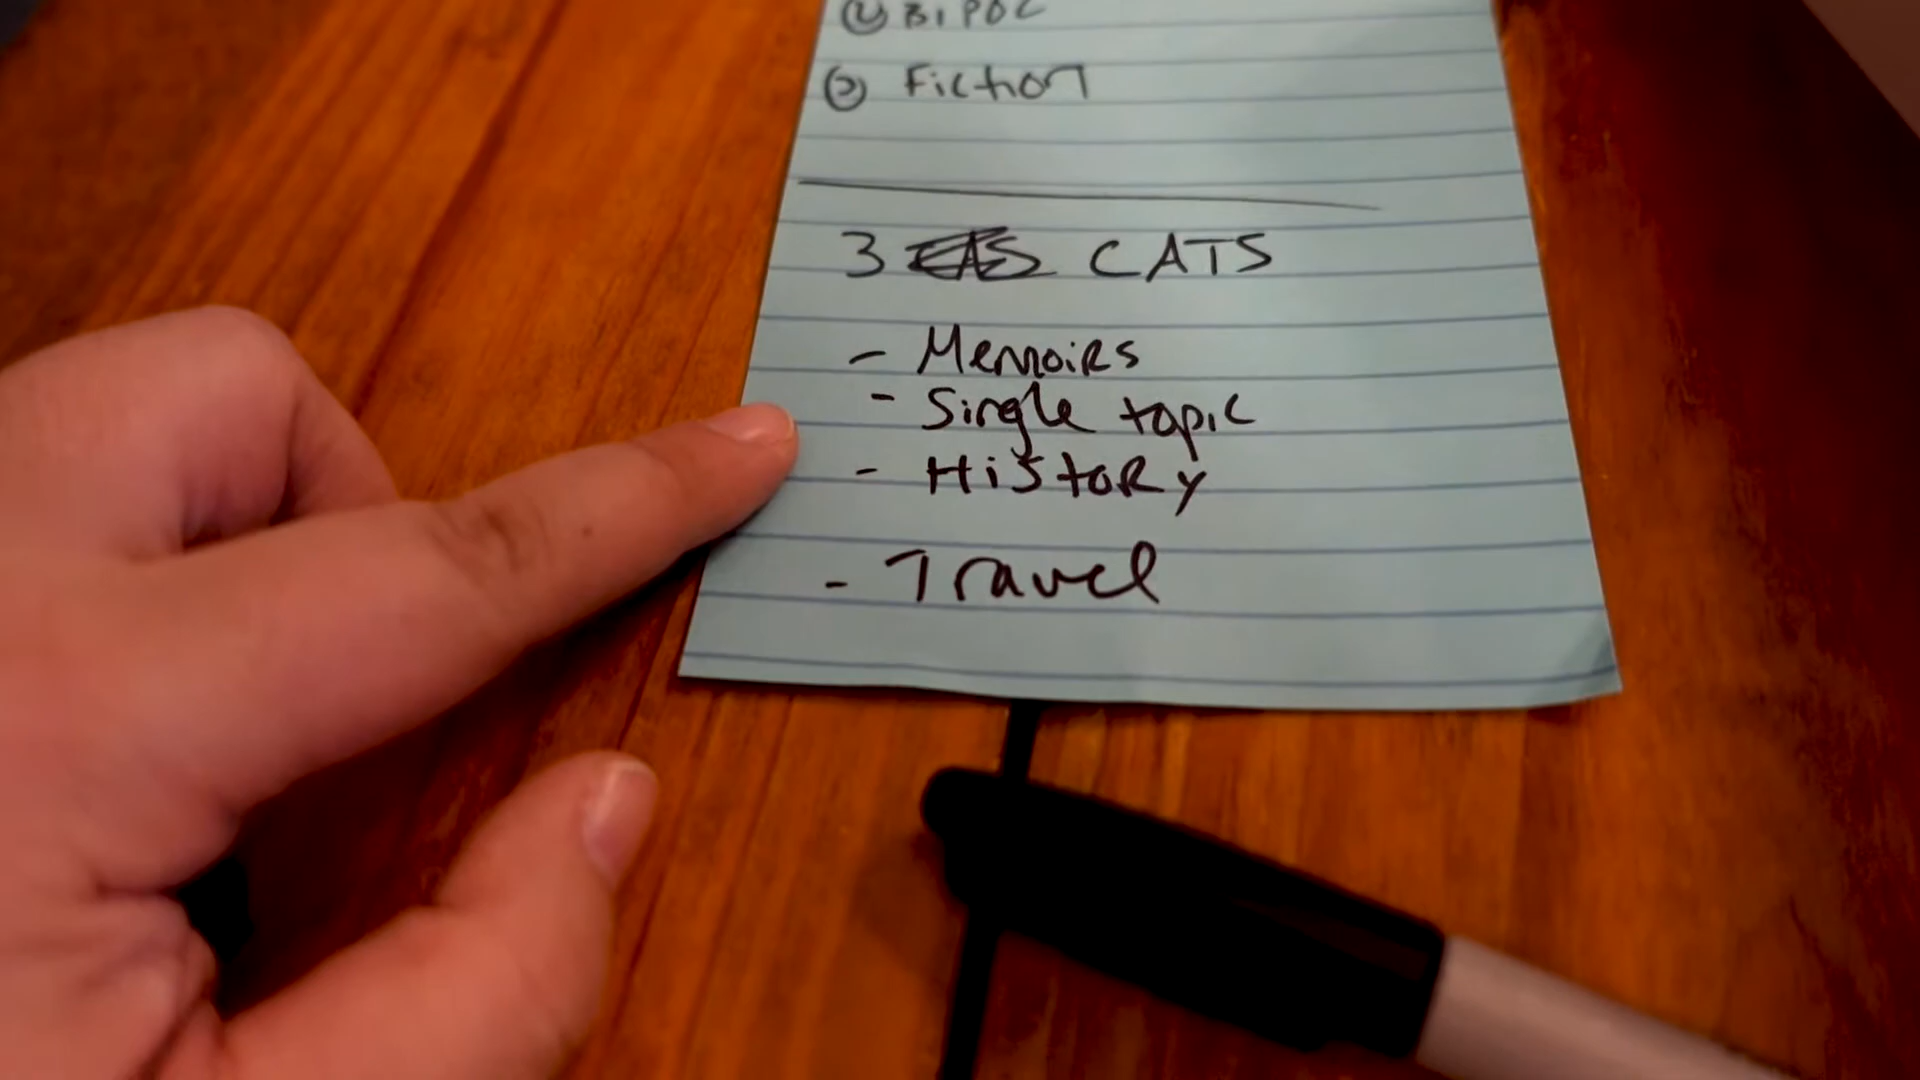 BIPOC
② Fiction
3 CATS
- Memoirs
- Single topic
- History
- Travel